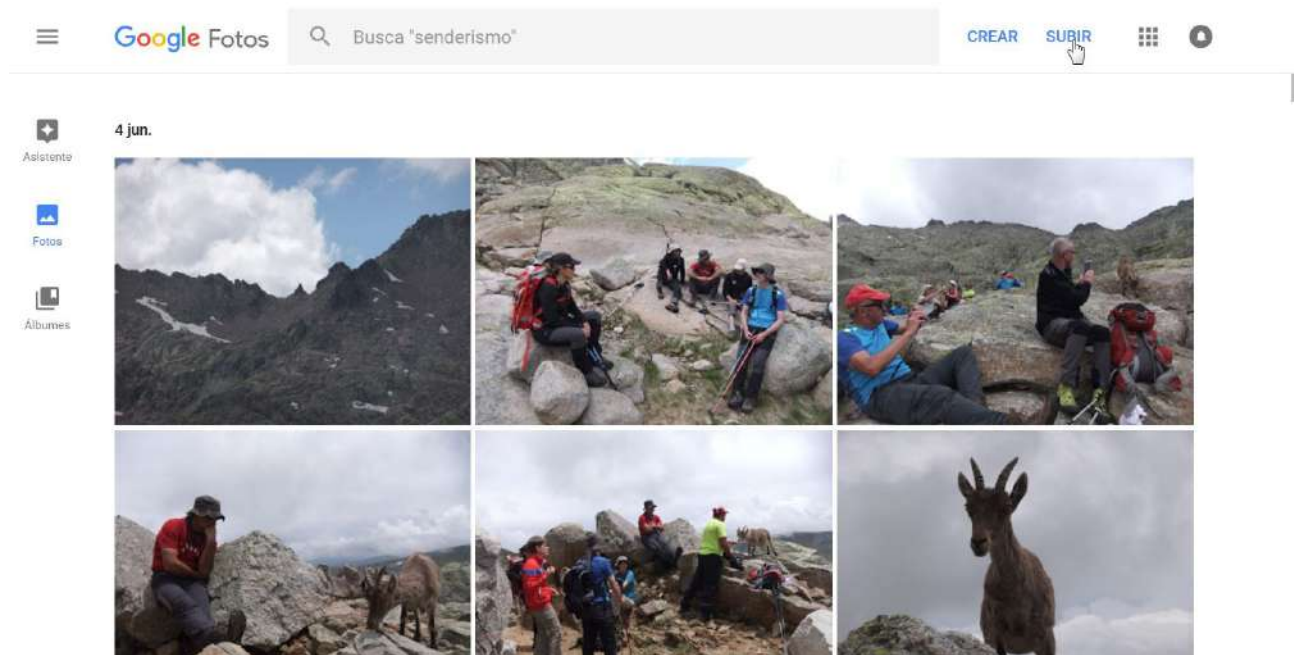 Google Fotos
Busca "senderismo"
CREAR
SUBIR
Asistente
4 jun.
Fotos
Álbumes